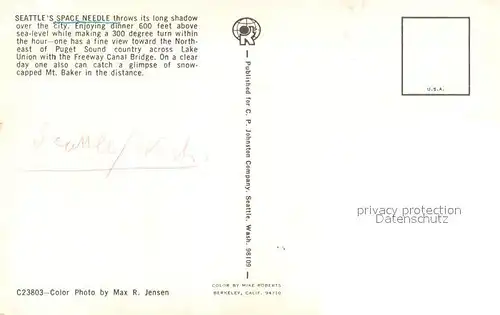 SEATTLE'S SPACE NEEDLE throws its long shadow
over the city. Enjoying dinner 600 feet above
sea-level while making a 300 degree turn within
the hour—one has a fine view toward the North-
east of Puget Sound country across Lake
Union with the Freeway Canal Bridge. On a clear
day one also can catch a glimpse of snow-
capped Mt. Baker in the distance.
R
U.S.A.
Seattle/Wash.
Published for C. P. Johnston Company, Seattle, Wash. 98109
privacy protection
watermark
C23803—Color Photo by Max R. Jensen
COLOR BY MIKE ROBERTS
BERKELEY, CALIF. 94710